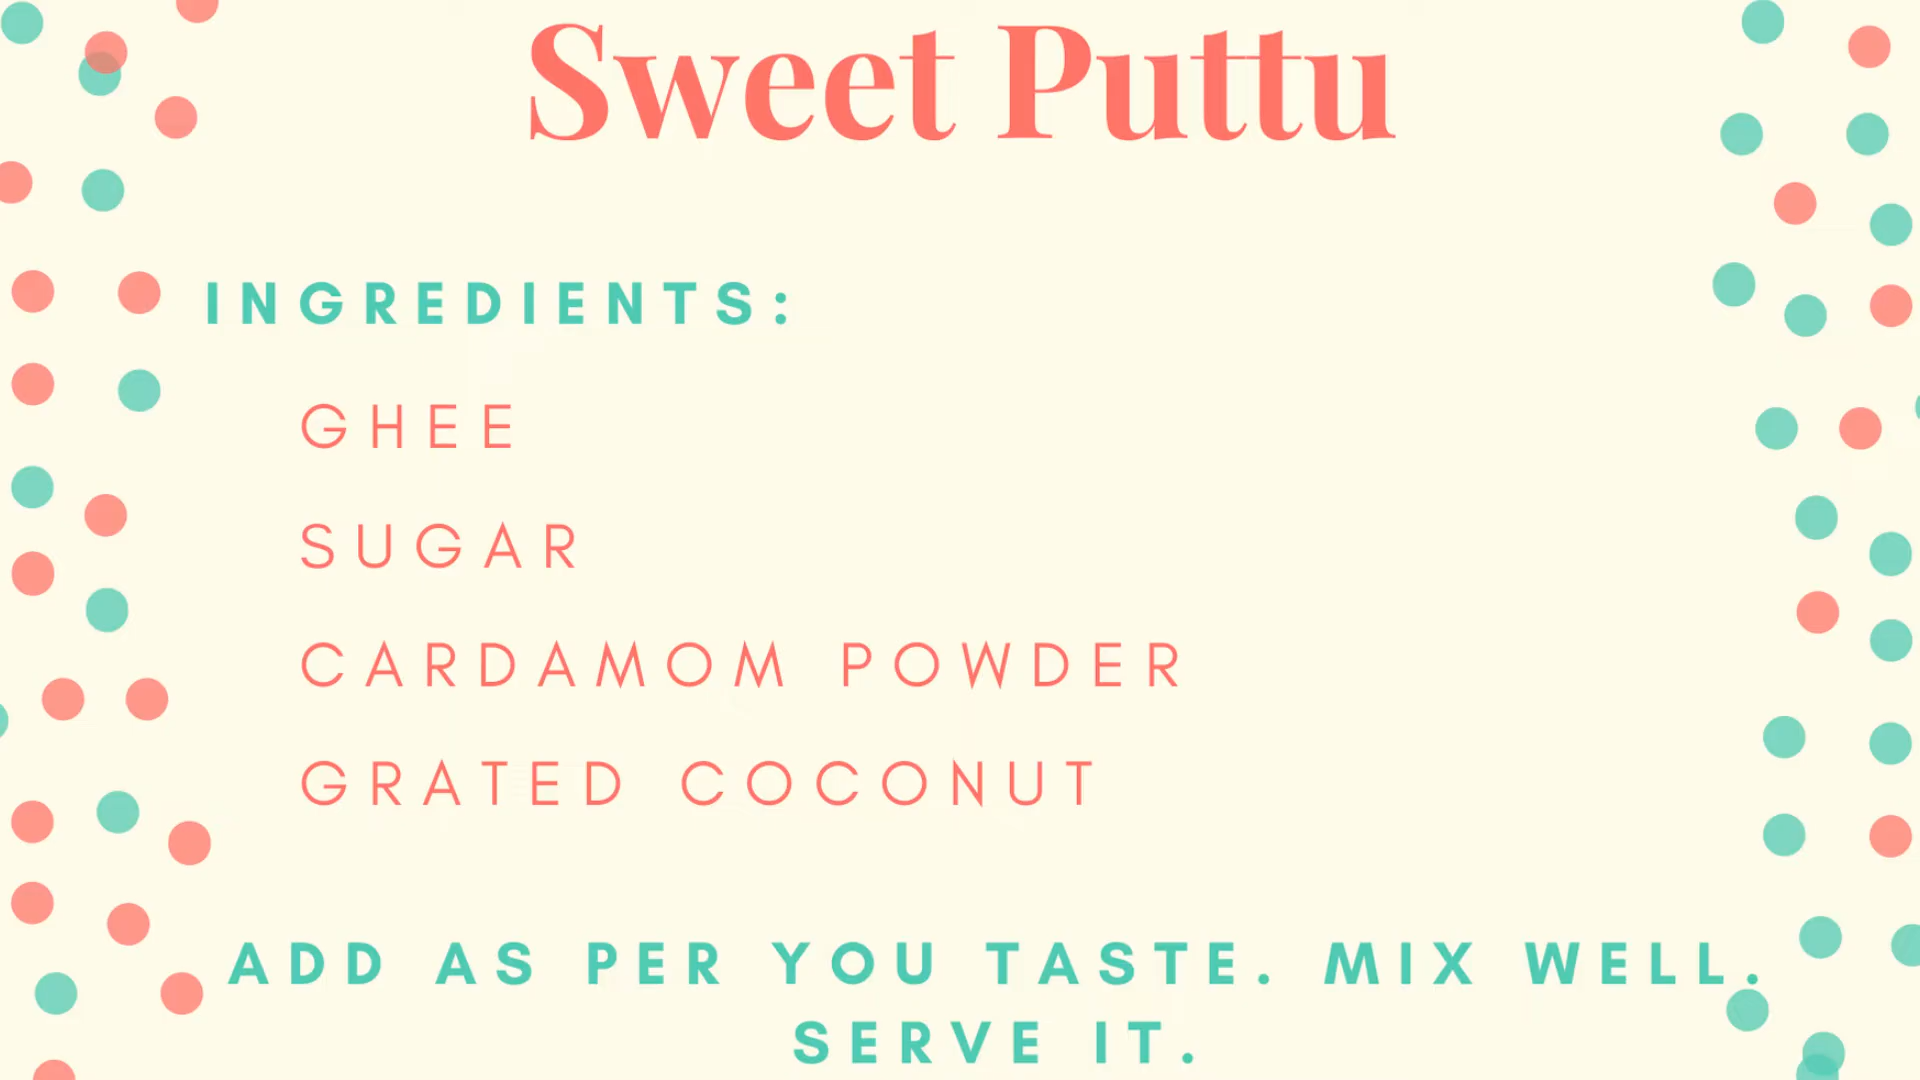 Sweet Puttu
INGREDIENTS:
GHEE
SUGAR
CARDAMOM POWDER
GRATED COCONUT
ADD AS PER YOU TASTE. MIX WELL.
SERVE IT.